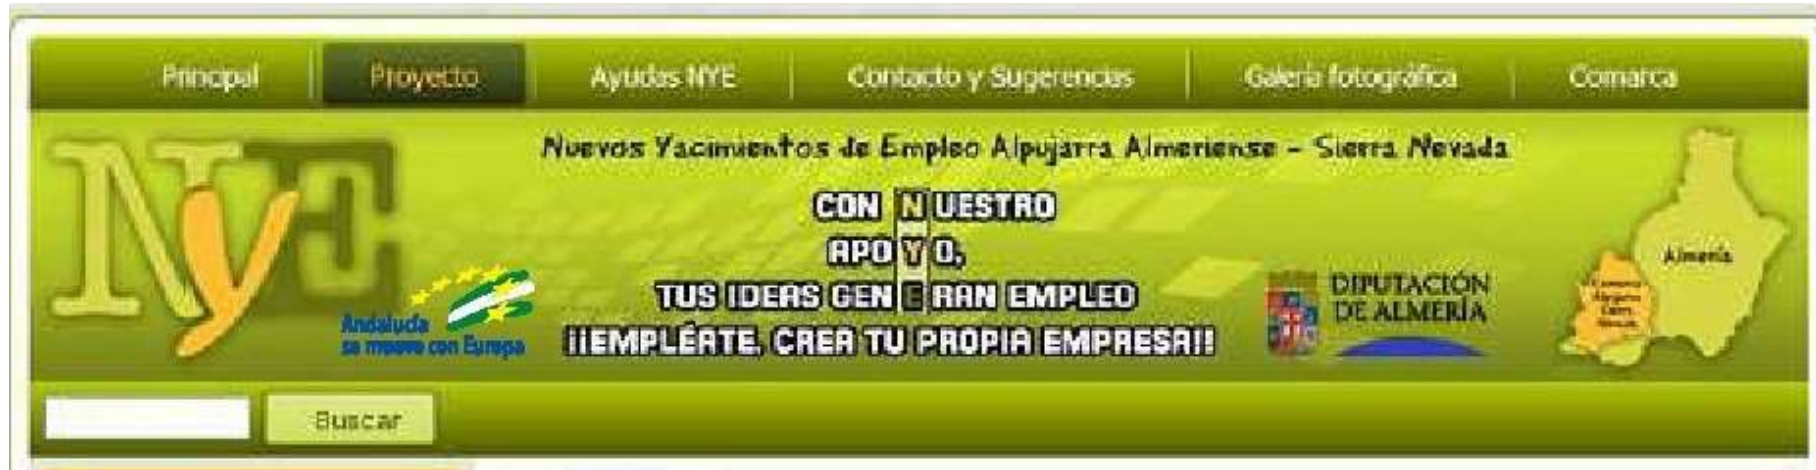 Principal
Proyecto
Ayudas NYE
Contacto y Sugerencias
Galería fotográfica
Comarca
NyE
Nuevos Yacimientos de Empleo Alpujarra Almeriense - Sierra Nevada
CON NUESTRO
APOYO,
TUS IDEAS GENERAN EMPLEO
¡¡EMPLÉATE, CREA TU PROPIA EMPRESA!!
Andalucía
se mueve con Europa
DIPUTACIÓN
DE ALMERÍA
Almería
Buscar